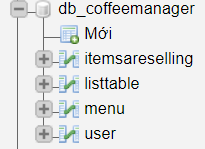 db_coffeemanager
Mới
itemsareselling
listtable
menu
user